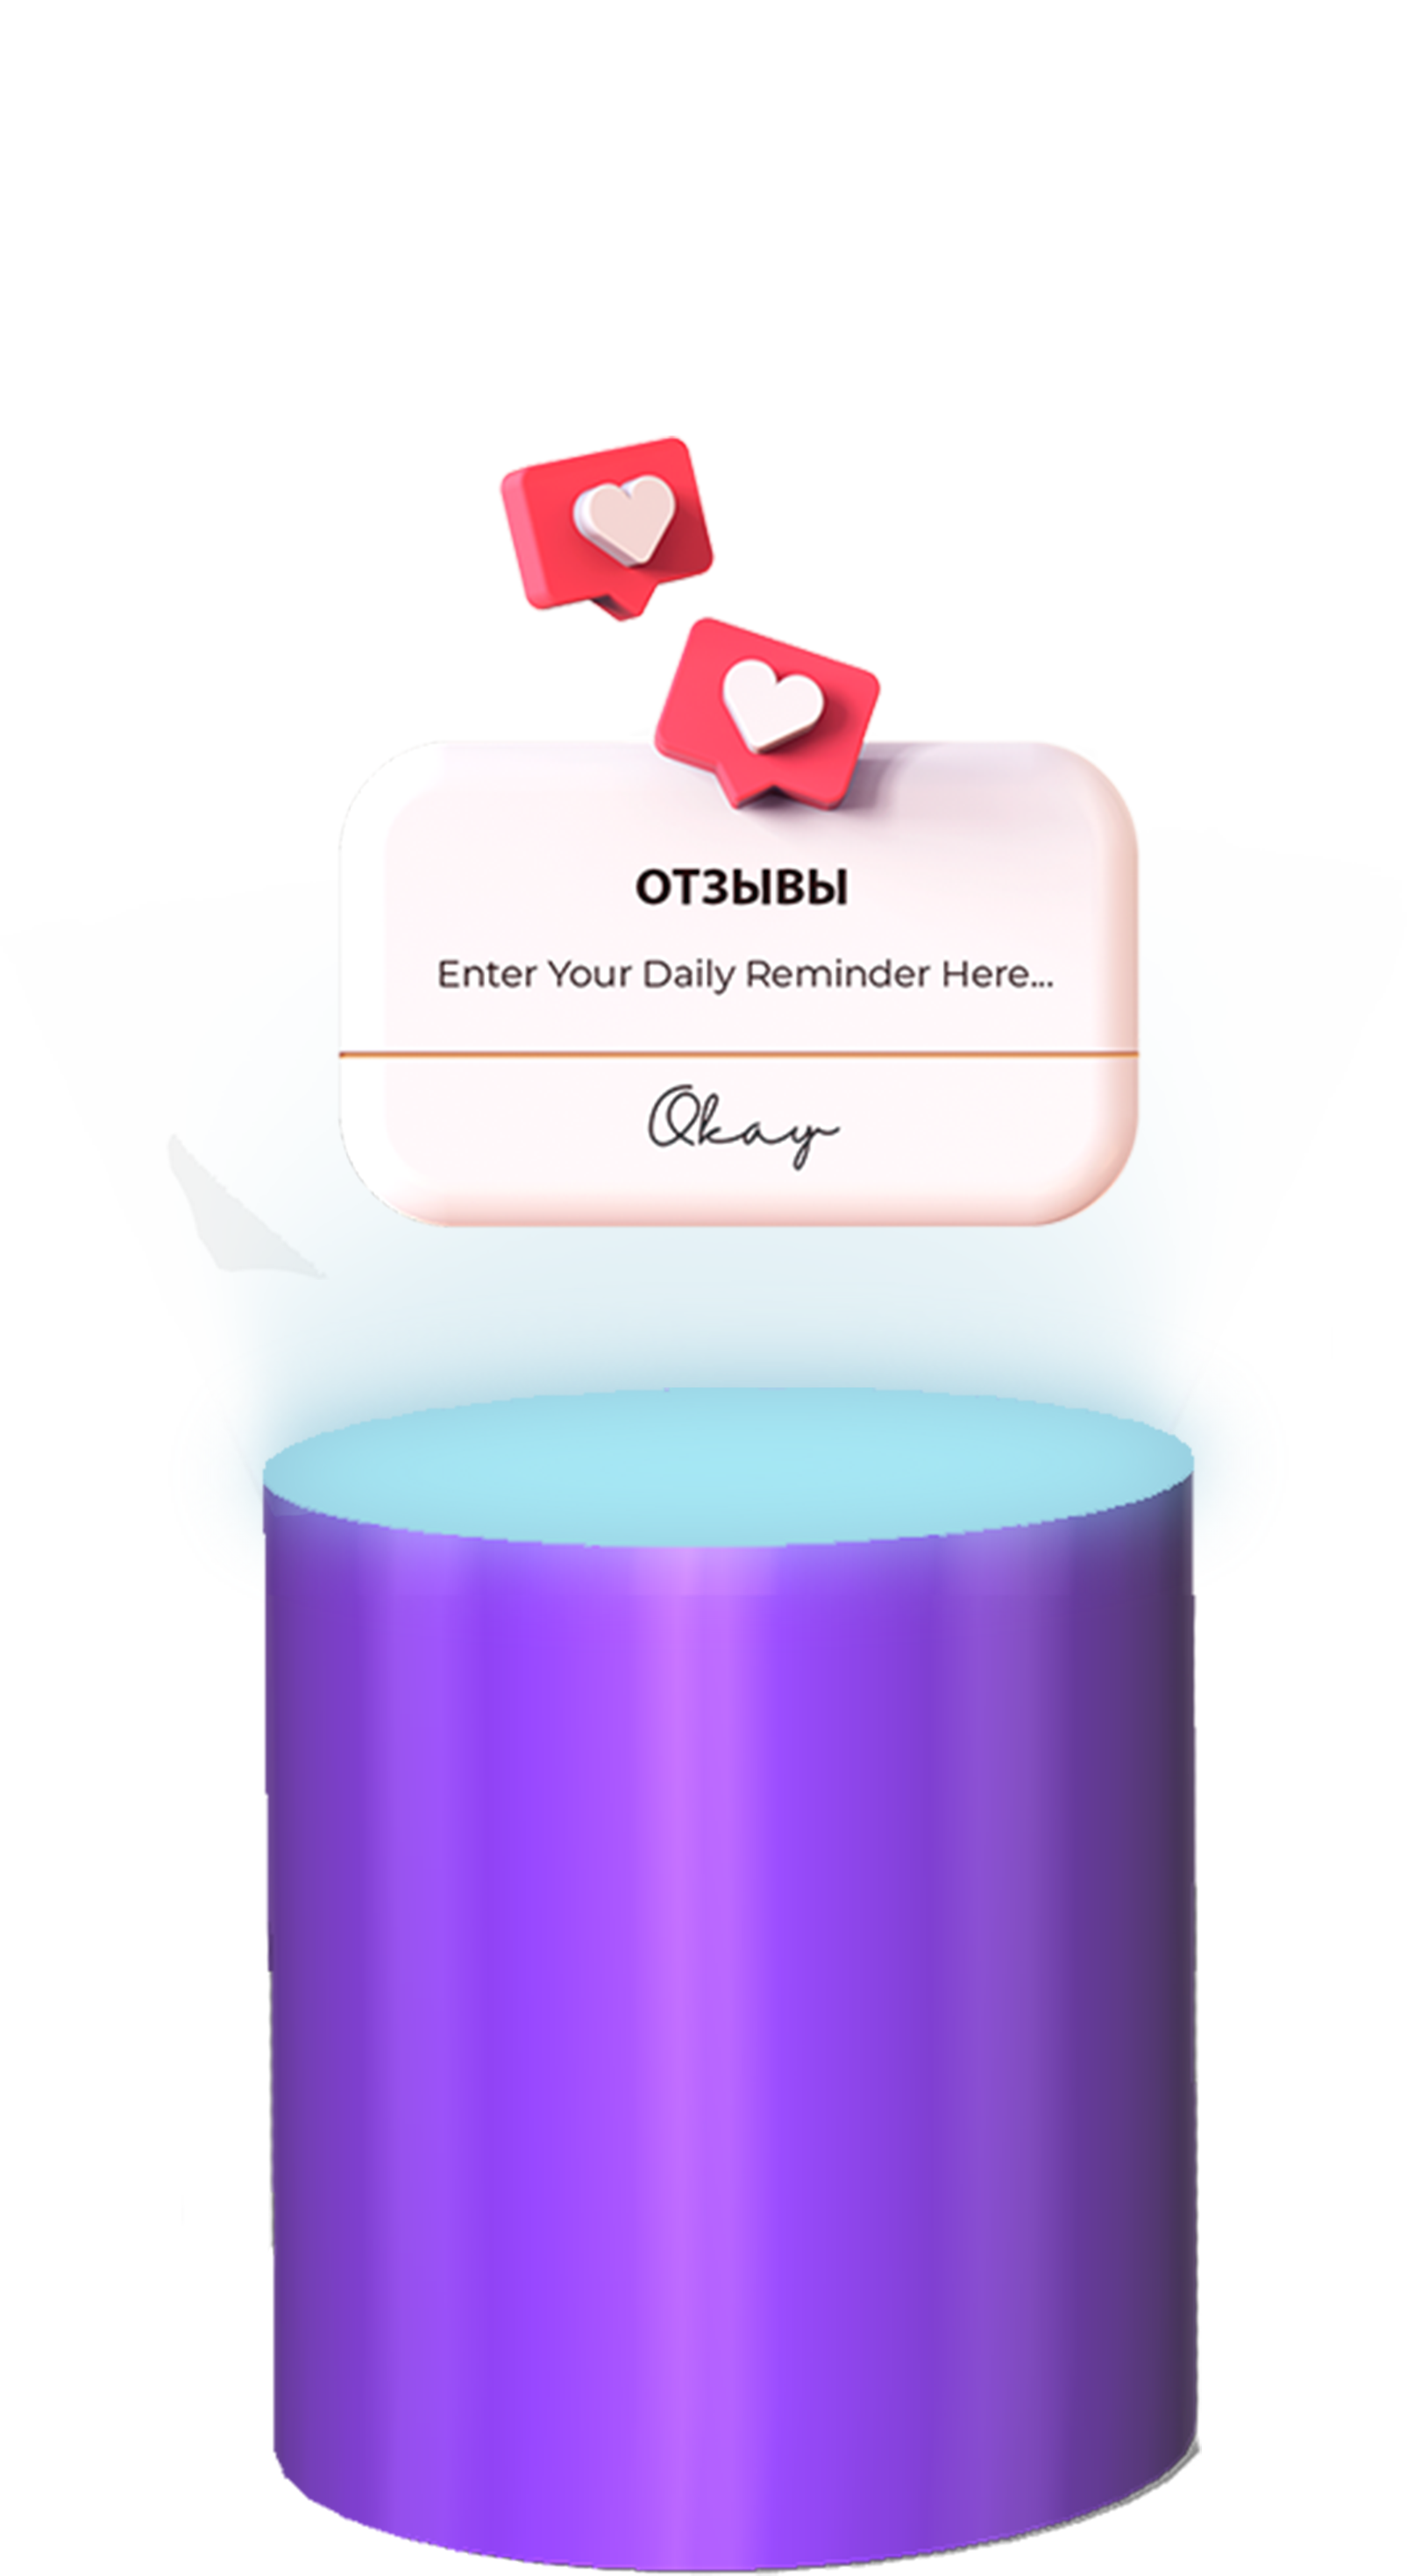 ОТЗЫВЫ
Enter Your Daily Reminder Here...
Okay